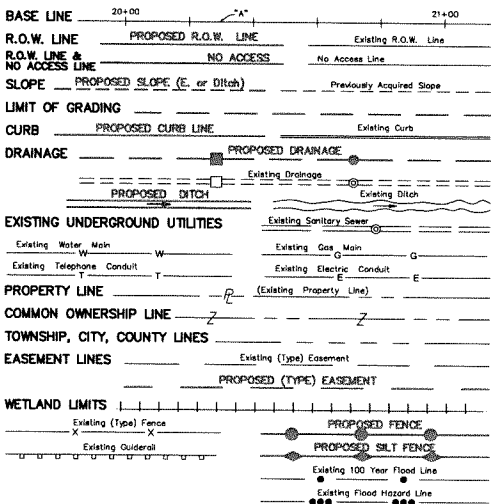 20+00 "A" 21+00
BASE LINE
R.O.W. LINE PROPOSED R.O.W. LINE Existing R.O.W. Line
R.O.W. LINE &
NO ACCESS LINE NO ACCESS No Access Line
SLOPE PROPOSED SLOPE (E. or Ditch) Previously Acquired Slope
LIMIT OF GRADING
CURB PROPOSED CURB LINE Existing Curb
DRAINAGE PROPOSED DRAINAGE
Existing Drainage
PROPOSED DITCH Existing Ditch
EXISTING UNDERGROUND UTILITIES Existing Sanitary Sewer
Existing Water Main Existing Gas Main
W W G G
Existing Telephone Conduit Existing Electric Conduit
T T E E
PROPERTY LINE PL (Existing Property Line)
COMMON OWNERSHIP LINE Z Z
TOWNSHIP, CITY, COUNTY LINES
EASEMENT LINES Existing (Type) Easement
PROPOSED (TYPE) EASEMENT
WETLAND LIMITS
Existing (Type) Fence PROPOSED FENCE
X X
Existing Guiderail PROPOSED SILT FENCE
Existing 100 Year Flood Line
Existing Flood Hazard Line